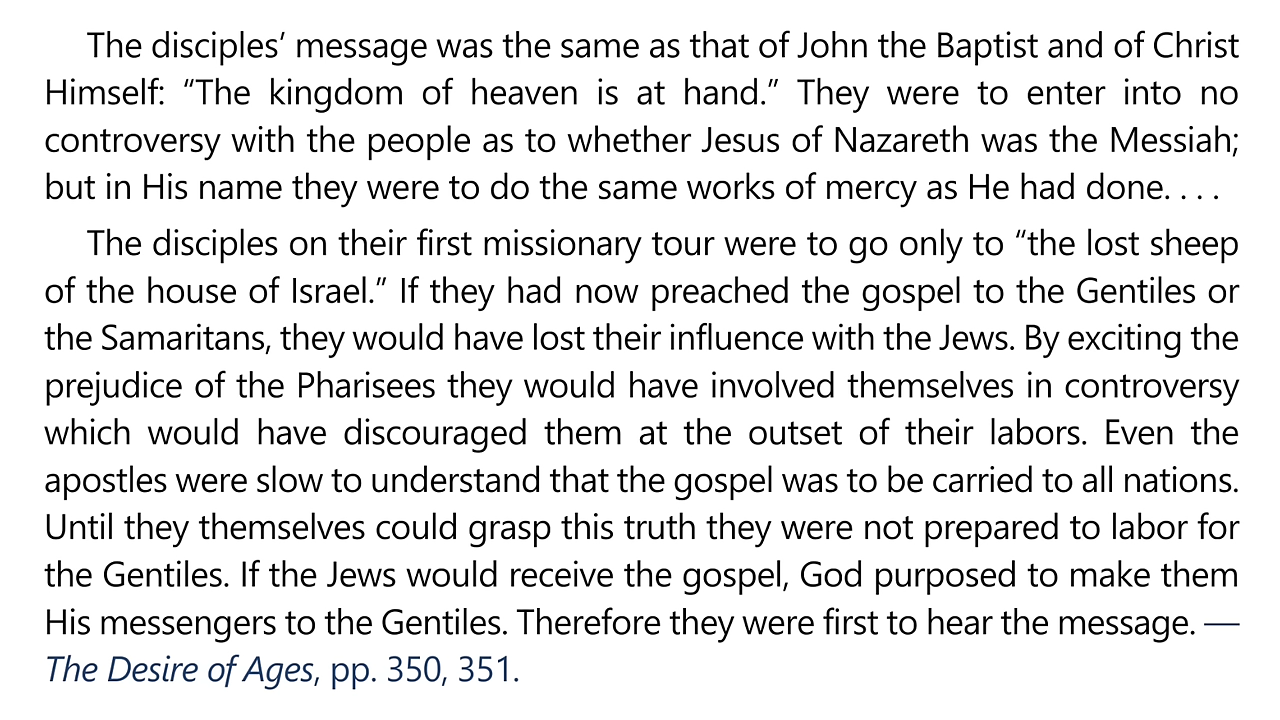 The disciples’ message was the same as that of John the Baptist and of Christ
Himself: “The kingdom of heaven is at hand.” They were to enter into no
controversy with the people as to whether Jesus of Nazareth was the Messiah;
but in His name they were to do the same works of mercy as He had done. . . .
The disciples on their first missionary tour were to go only to “the lost sheep
of the house of Israel.” If they had now preached the gospel to the Gentiles or
the Samaritans, they would have lost their influence with the Jews. By exciting the
prejudice of the Pharisees they would have involved themselves in controversy
which would have discouraged them at the outset of their labors. Even the
apostles were slow to understand that the gospel was to be carried to all nations.
Until they themselves could grasp this truth they were not prepared to labor for
the Gentiles. If the Jews would receive the gospel, God purposed to make them
His messengers to the Gentiles. Therefore they were first to hear the message. —
The Desire of Ages, pp. 350, 351.